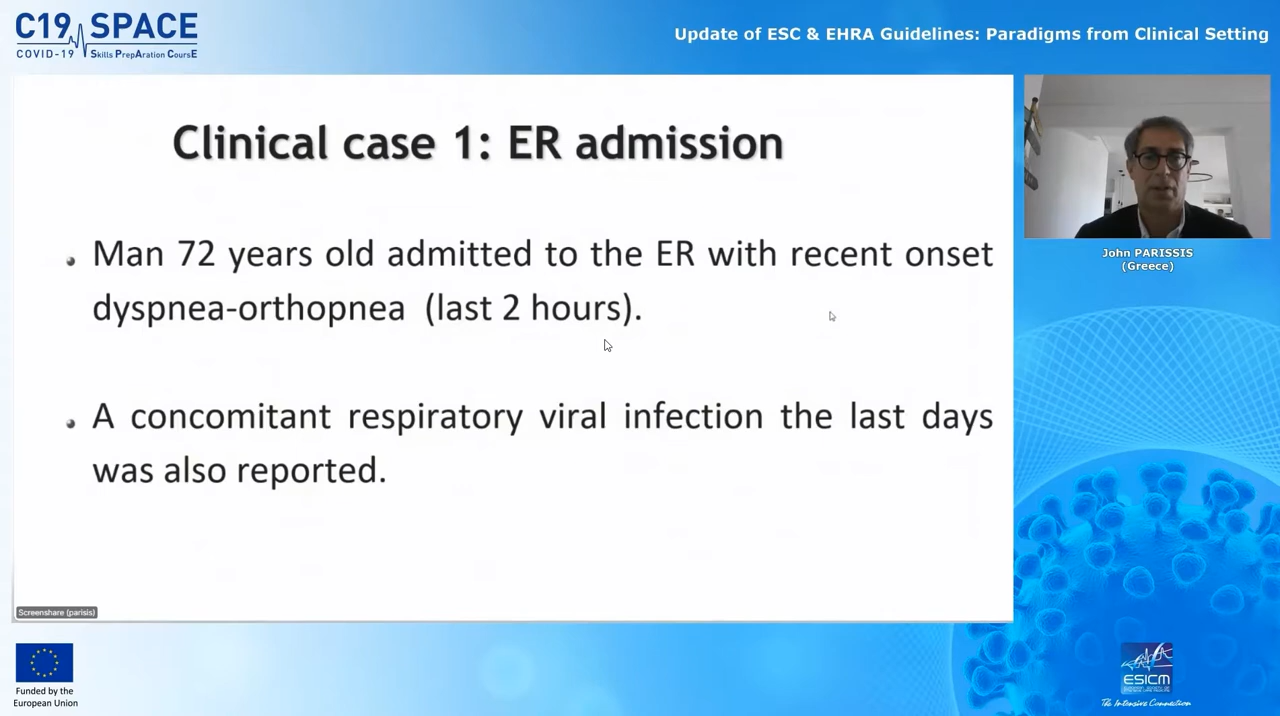 C19 SPACE
COVID-19 Skills PrepAration CoursE
Update of ESC & EHRA Guidelines: Paradigms from Clinical Setting
Clinical case 1: ER admission
Man 72 years old admitted to the ER with recent onset
dyspnea-orthopnea (last 2 hours).
A concomitant respiratory viral infection the last days
was also reported.
John PARISSIS
(Greece)
Screenshare (parisis)
Funded by the
European Union
ESICM
The Intensive Connection